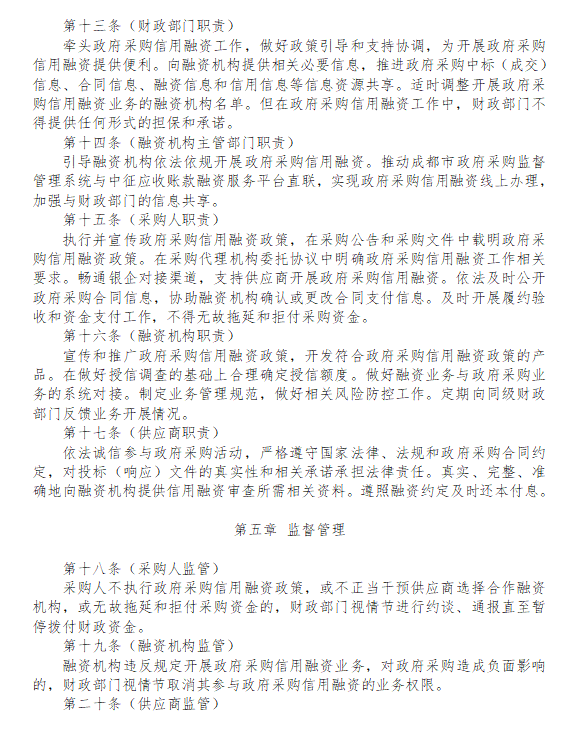 第十三条（财政部门职责）
牵头政府采购信用融资工作，做好政策引导和支持协调，为开展政府采购
信用融资提供便利。向融资机构提供相关必要信息，推进政府采购中标（成交）
信息、合同信息、融资信息和信用信息等信息资源共享。适时调整开展政府采
购信用融资业务的融资机构名单。但在政府采购信用融资工作中，财政部门不
得提供任何形式的担保和承诺。
第十四条（融资机构主管部门职责）
引导融资机构依法依规开展政府采购信用融资。推动成都市政府采购监督
管理系统与中征应收账款融资服务平台直联，实现政府采购信用融资线上办理，
加强与财政部门的信息共享。
第十五条（采购人职责）
执行并宣传政府采购信用融资政策，在采购公告和采购文件中载明政府采
购信用融资政策。在采购代理机构委托协议中明确政府采购信用融资工作相关
要求。畅通银企对接渠道，支持供应商开展政府采购信用融资。依法及时公开
政府采购合同信息，协助融资机构确认或更改合同支付信息。及时开展履约验
收和资金支付工作，不得无故拖延和拒付采购资金。
第十六条（融资机构职责）
宣传和推广政府采购信用融资政策，开发符合政府采购信用融资政策的产
品。在做好授信调查的基础上合理确定授信额度。做好融资业务与政府采购业
务的系统对接。制定业务管理规范，做好相关风险防控工作。定期向同级财政
部门反馈业务开展情况。
第十七条（供应商职责）
依法诚信参与政府采购活动，严格遵守国家法律、法规和政府采购合同约
定，对投标（响应）文件的真实性和相关承诺承担法律责任。真实、完整、准
确地向融资机构提供信用融资审查所需相关资料。遵照融资约定及时还本付息。
第五章 监督管理
第十八条（采购人监管）
采购人不执行政府采购信用融资政策，或不正当干预供应商选择合作融资
机构，或无故拖延和拒付采购资金的，财政部门视情节进行约谈、通报直至暂
停拨付财政资金。
第十九条（融资机构监管）
融资机构违反规定开展政府采购信用融资业务，对政府采购造成负面影响
的，财政部门视情节取消其参与政府采购信用融资的业务权限。
第二十条（供应商监管）